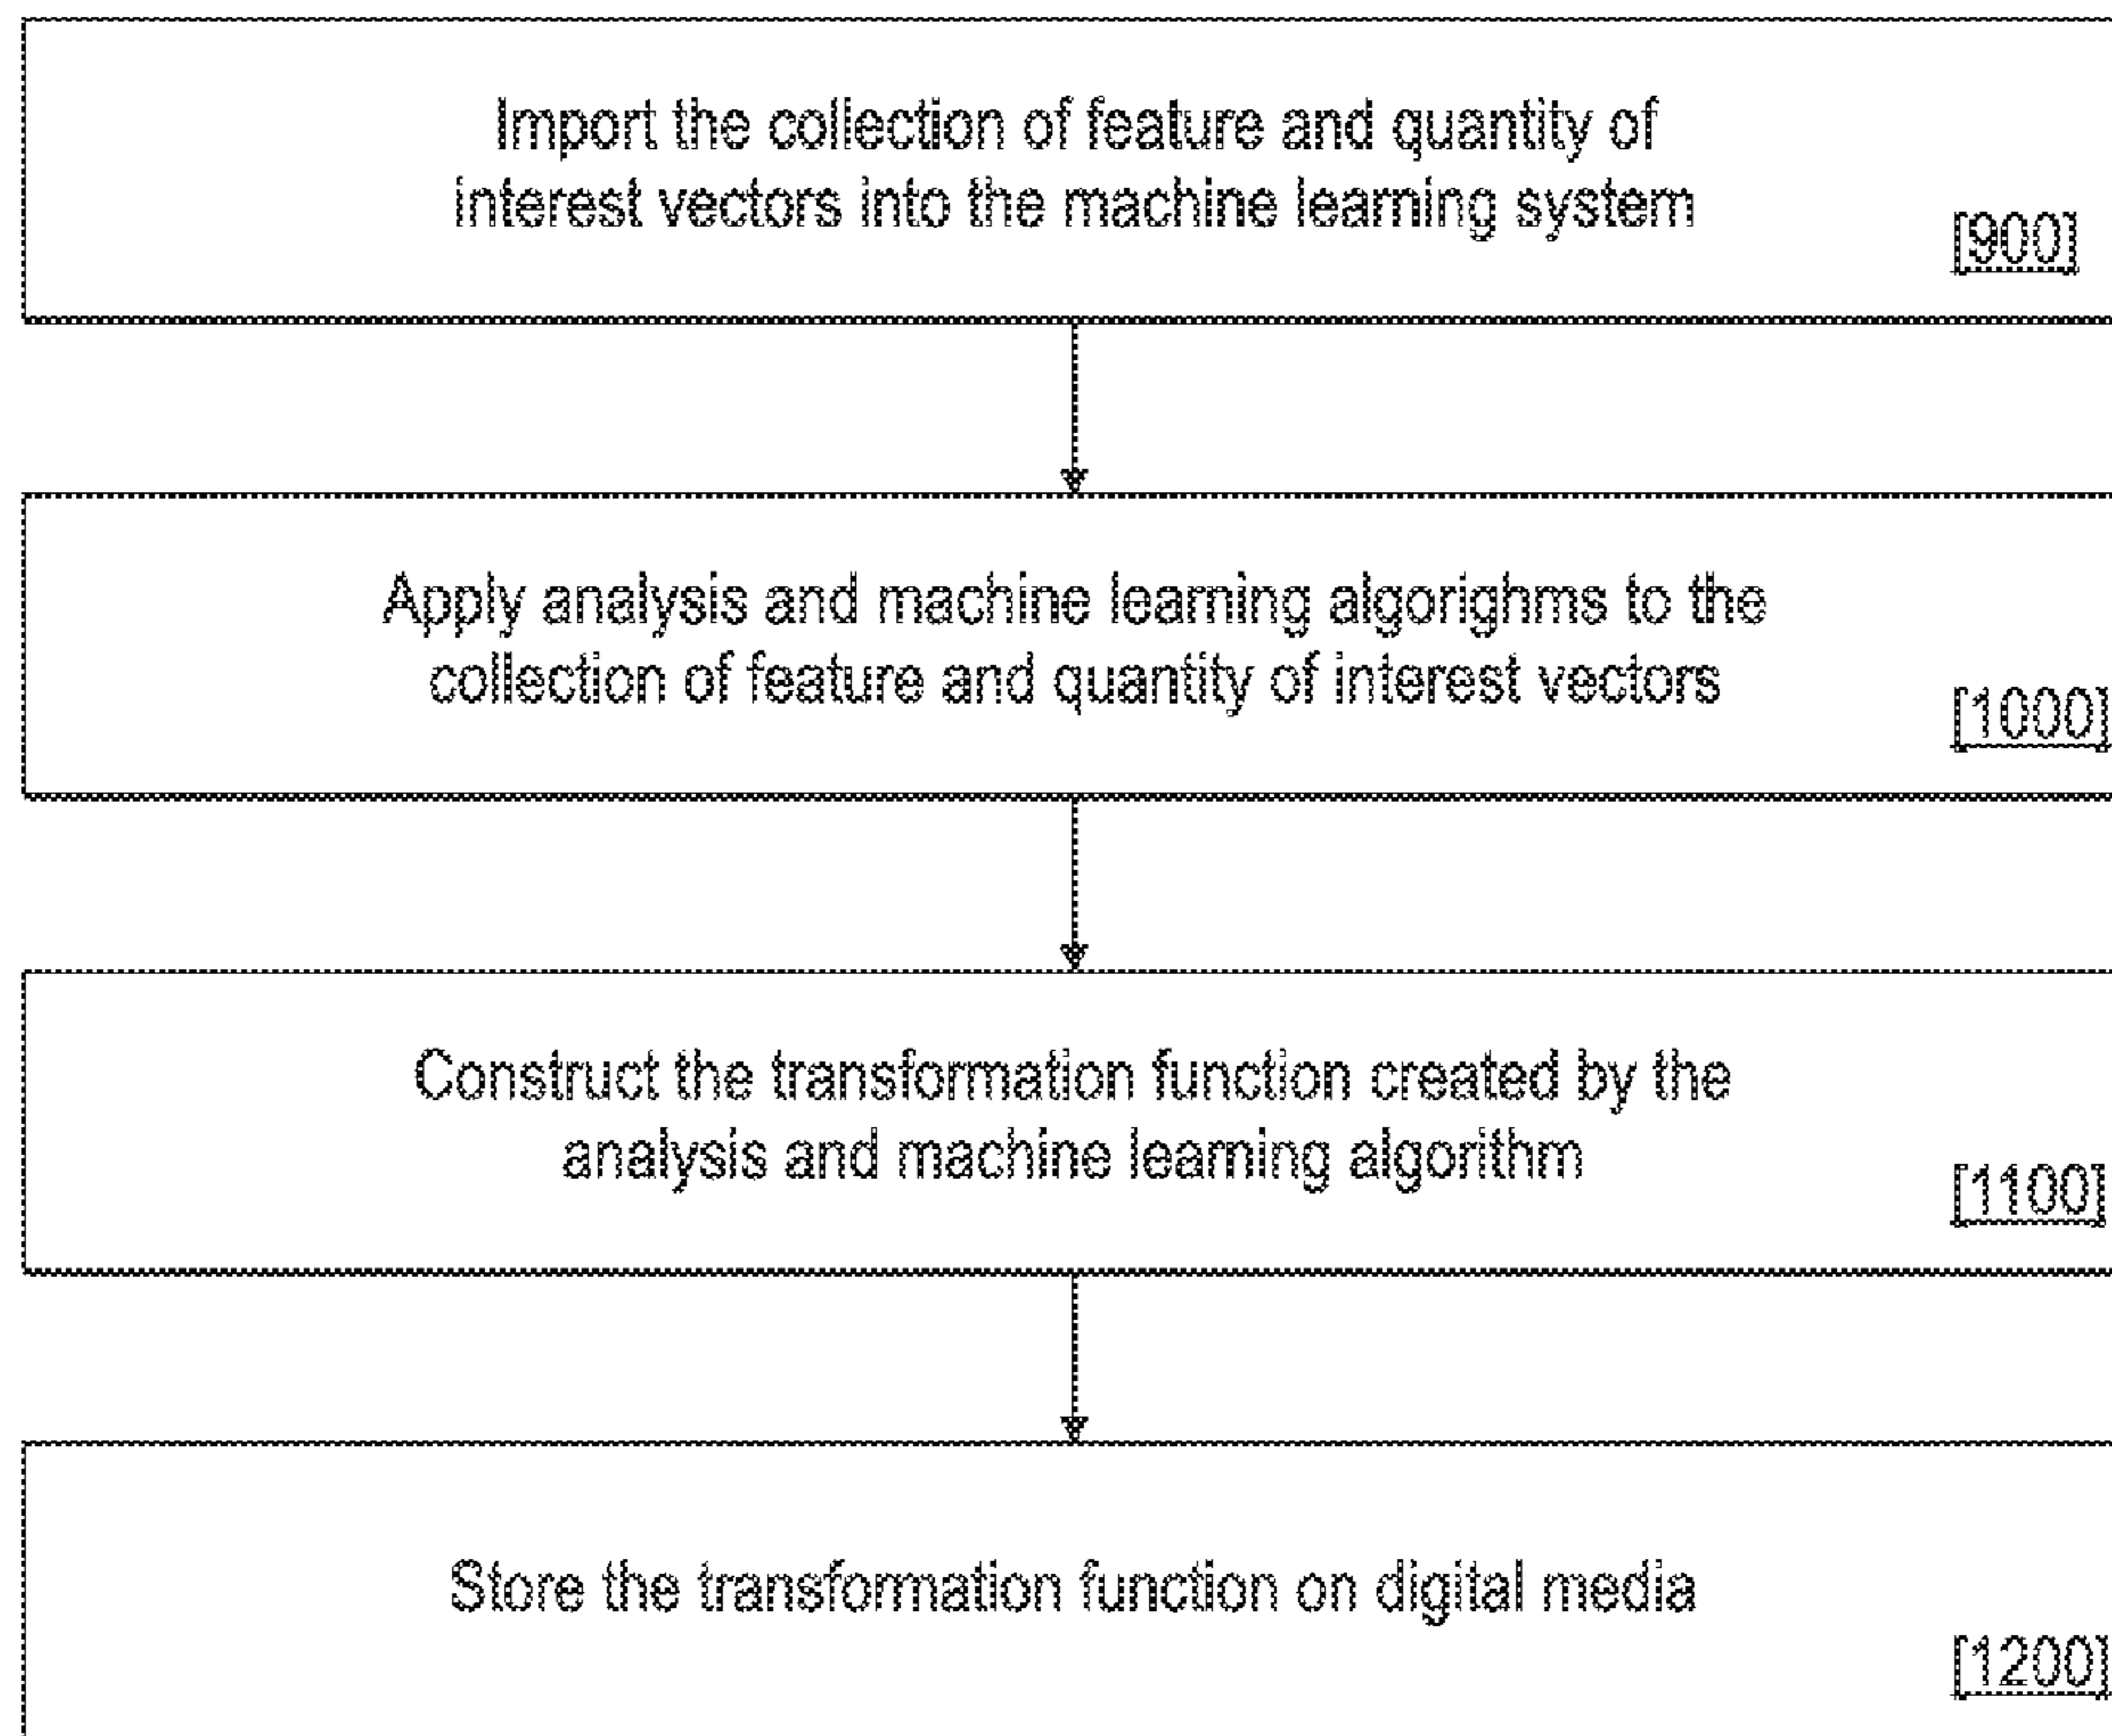 Import the collection of feature and quantity of
interest vectors into the machine learning system
[900]
Apply analysis and machine learning algorighms to the
collection of feature and quantity of interest vectors
[1000]
Construct the transformation function created by the
analysis and machine learning algorithm
[1100]
Store the transformation function on digital media
[1200]